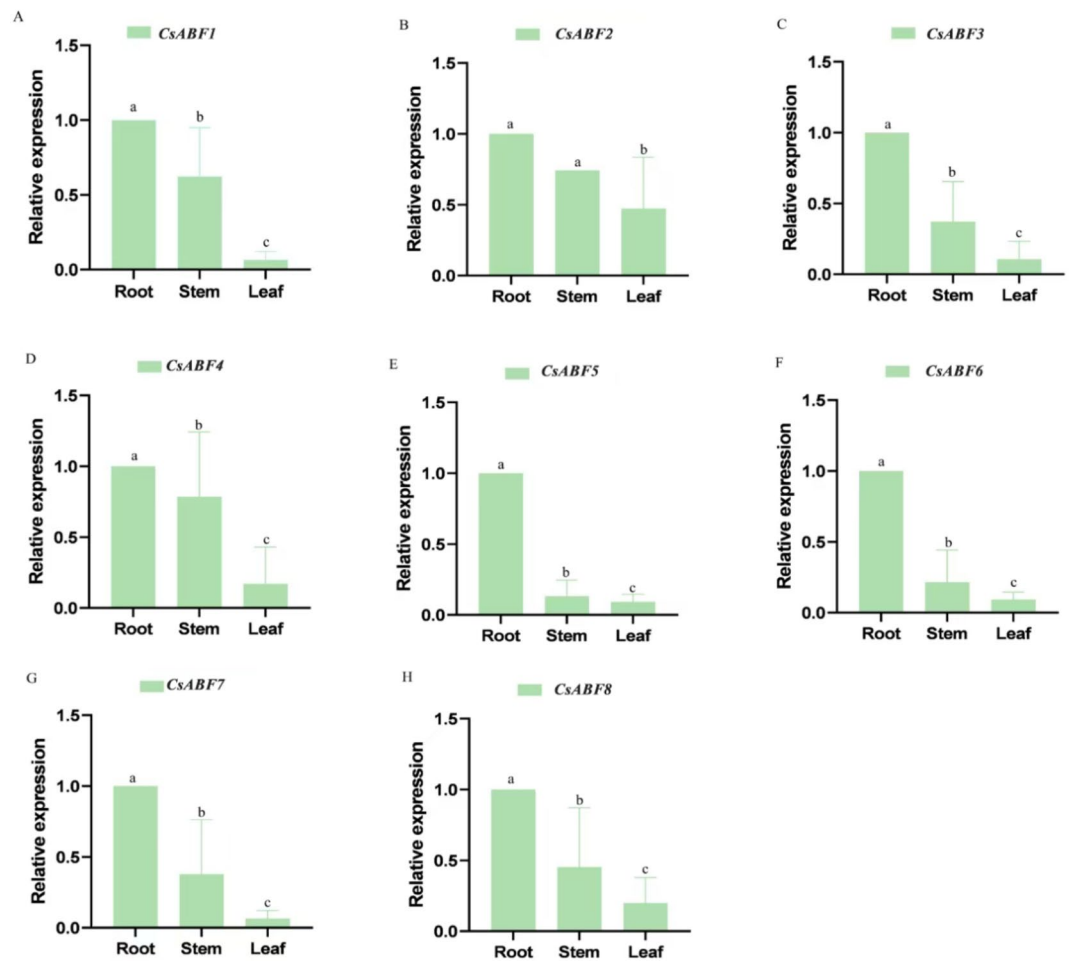 A
CsABF1
Relative expression
1.5
1.0
0.5
0.0
a
b
c
Root Stem Leaf
B
CsABF2
Relative expression
1.5
1.0
0.5
0.0
a
a
b
Root Stem Leaf
C
CsABF3
Relative expression
1.5
1.0
0.5
0.0
a
b
c
Root Stem Leaf
D
CsABF4
Relative expression
1.5
1.0
0.5
0.0
a
b
c
Root Stem Leaf
E
CsABF5
Relative expression
1.5
1.0
0.5
0.0
a
b
c
Root Stem Leaf
F
CsABF6
Relative expression
1.5
1.0
0.5
0.0
a
b
c
Root Stem Leaf
G
CsABF7
Relative expression
1.5
1.0
0.5
0.0
a
b
c
Root Stem Leaf
H
CsABF8
Relative expression
1.5
1.0
0.5
0.0
a
b
c
Root Stem Leaf